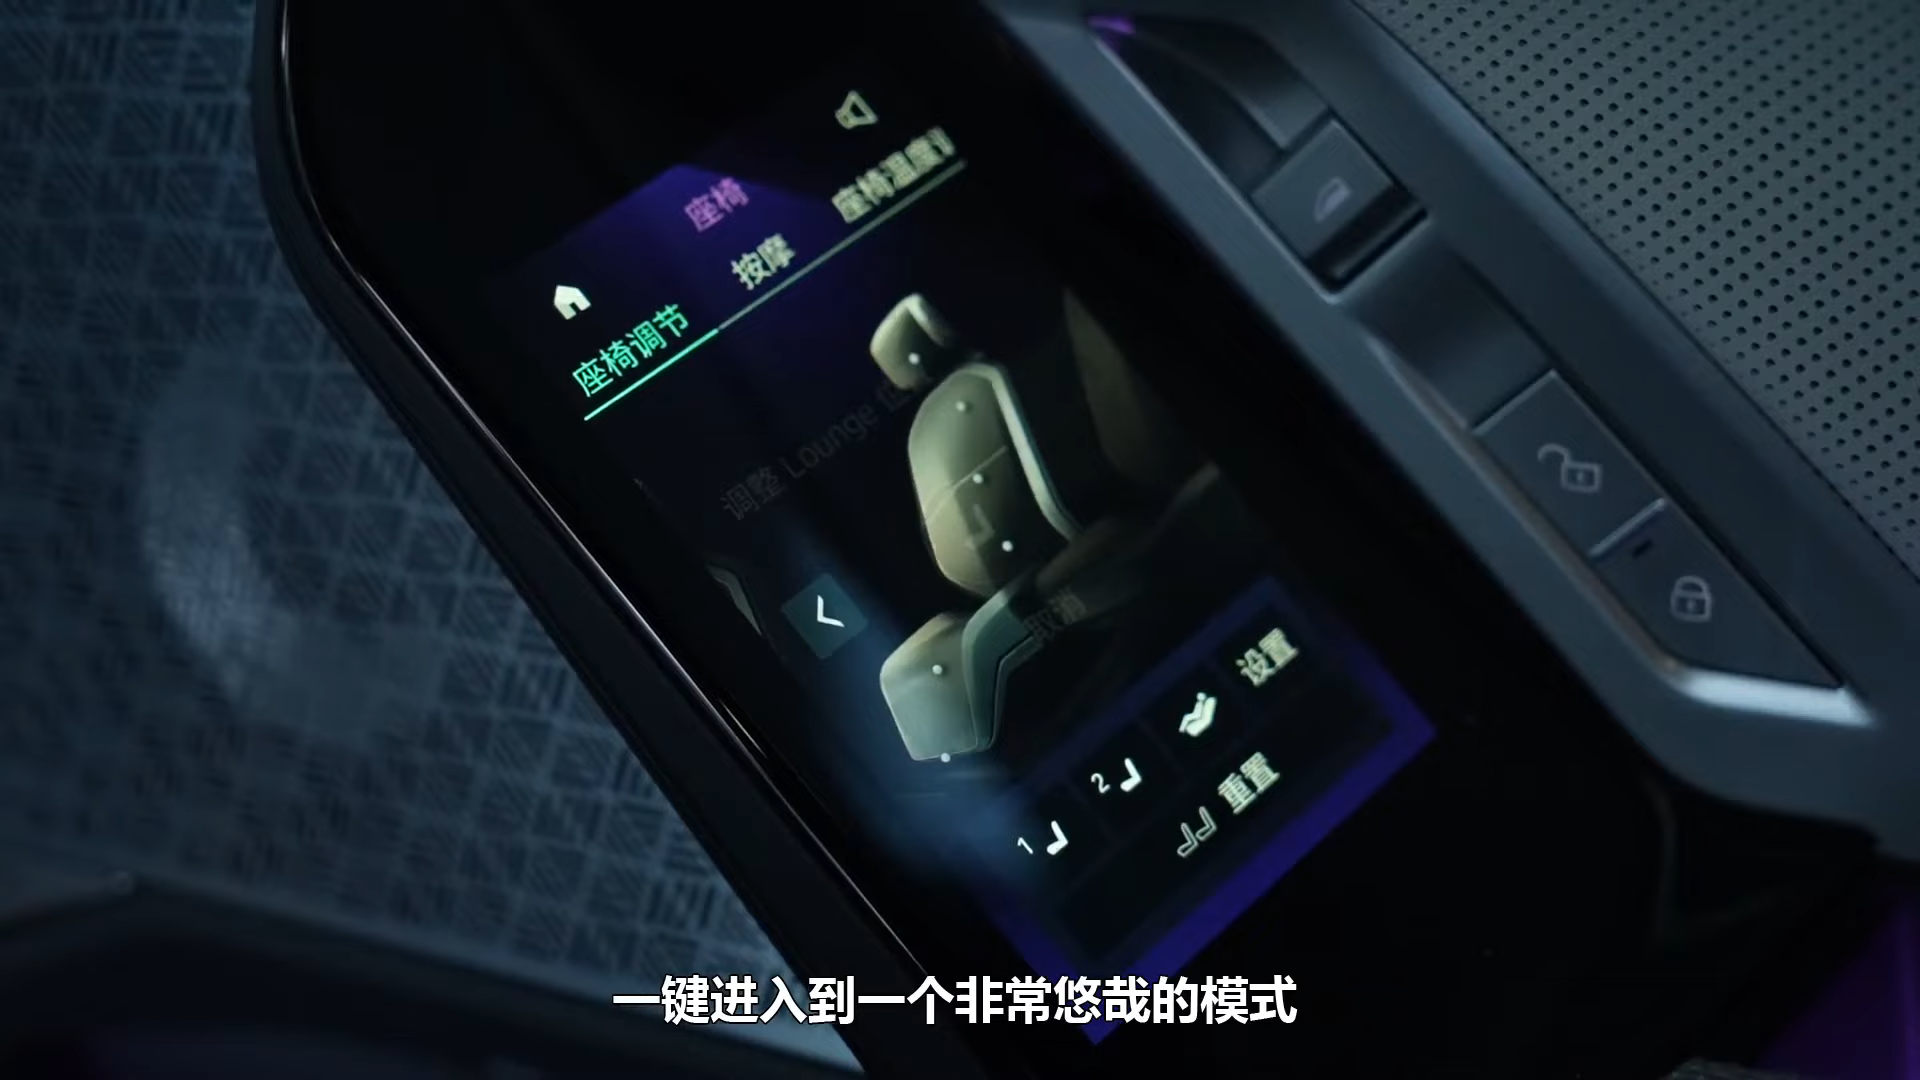 座椅
座椅调节
按摩
座椅温度
调整 Lounge 位
取消
设置
2
1
重置
一键进入到一个非常悠哉的模式